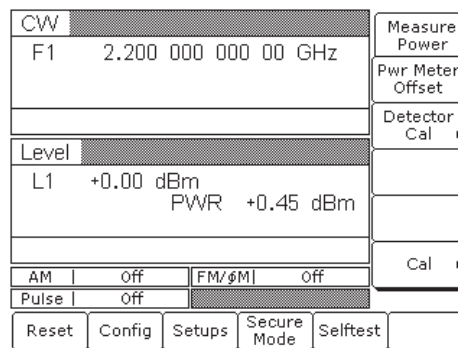 CW
F1 2.200 000 000 00 GHz
Level
L1 +0.00 dBm
PWR +0.45 dBm
AM Off FM/ϕM Off
Pulse Off
Measure
Power
Pwr Meter
Offset
Detector
Cal
Cal
Reset Config Setups Secure Mode Selftest